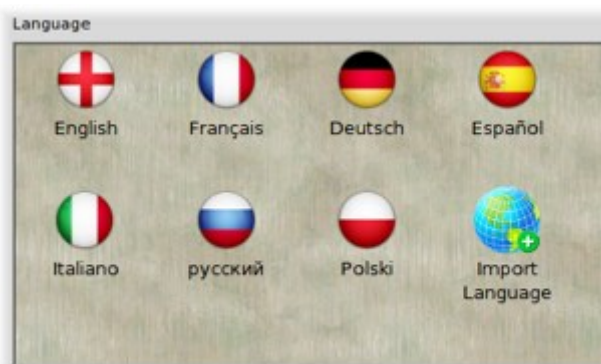 Language
English Français Deutsch Español
Italiano русский Polski Import
Language